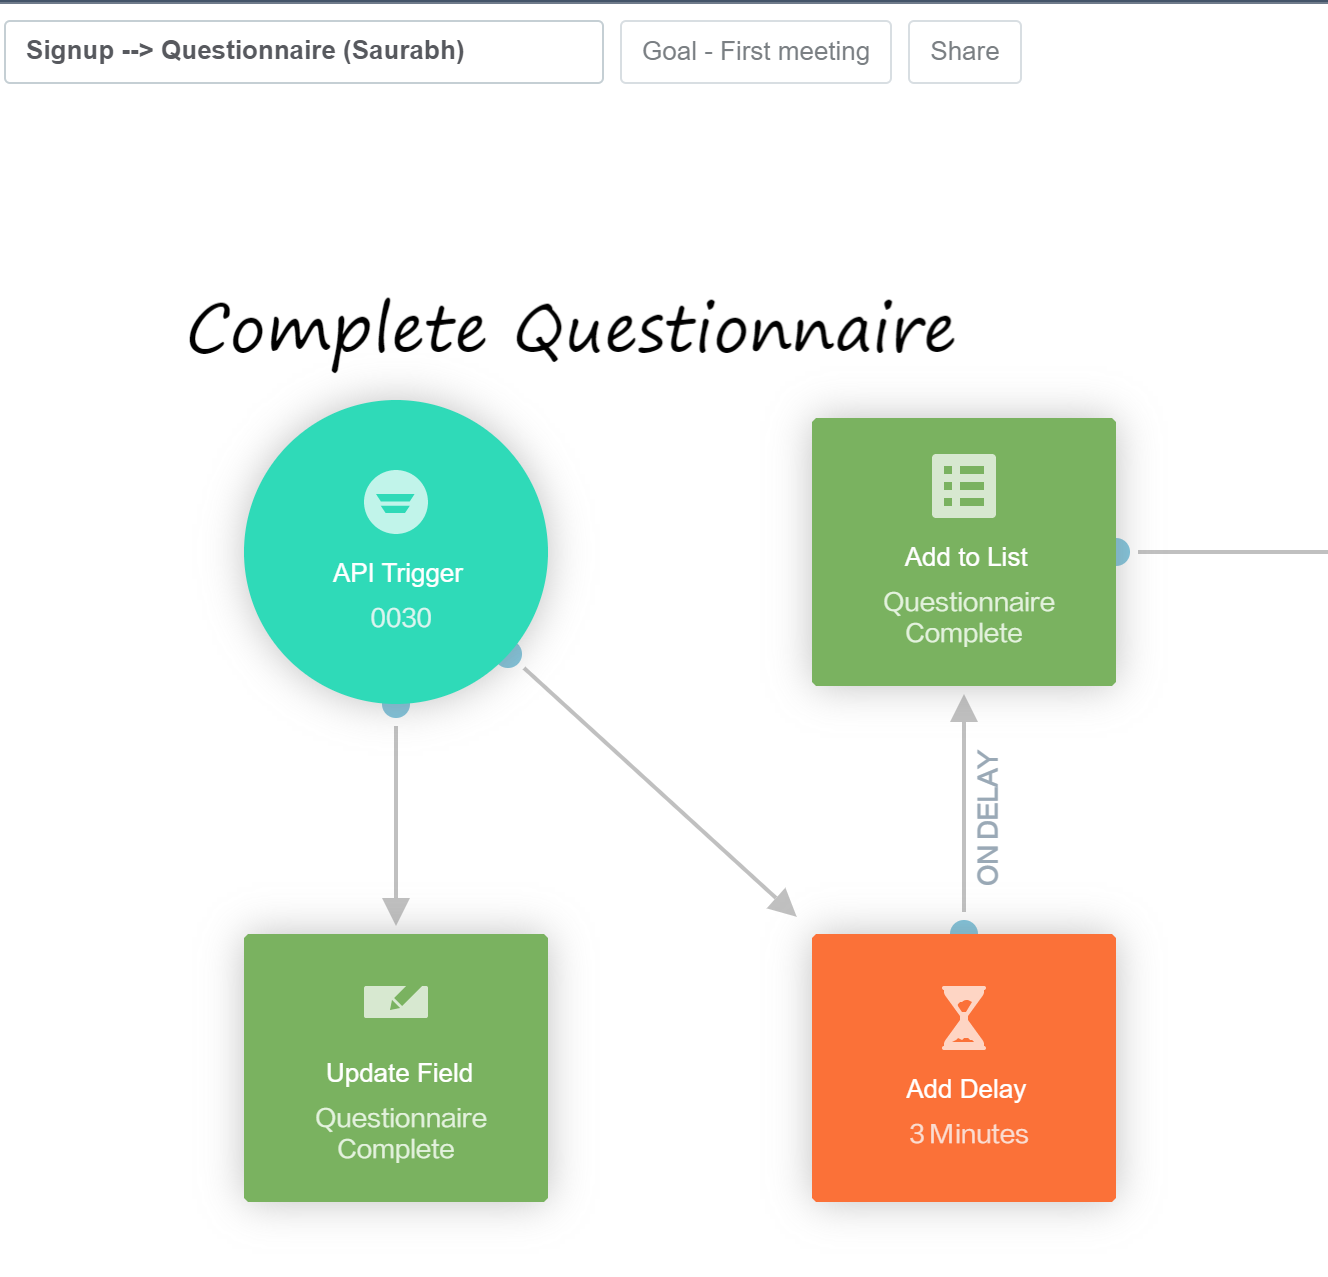 Signup --> Questionnaire (Saurabh)
Goal - First meeting
Share
Complete Questionnaire
API Trigger
0030
Add to List
Questionnaire
Complete
ON DELAY
Update Field
Questionnaire
Complete
Add Delay
3 Minutes